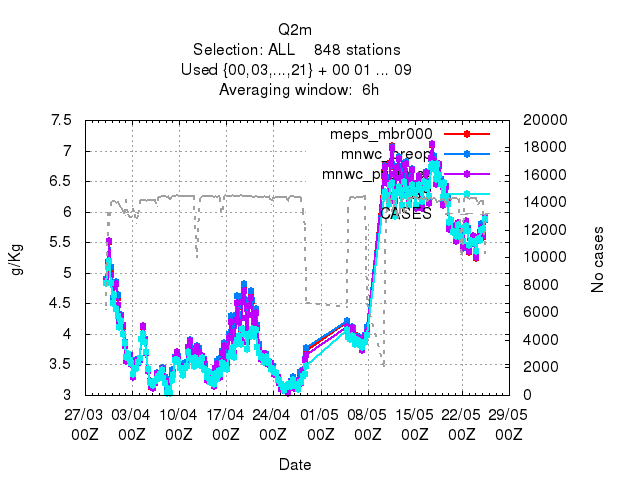 Q2m
Selection: ALL 848 stations
Used {00,03,...,21} + 00 01 ... 09
Averaging window: 6h
7.5
7
6.5
6
5.5
5
4.5
4
3.5
3
g/Kg
20000
18000
16000
14000
12000
10000
8000
6000
4000
2000
0
No cases
meps_mbr000
CASES
27/03 03/04 10/04 17/04 24/04 01/05 08/05 15/05 22/05 29/05
00Z 00Z 00Z 00Z 00Z 00Z 00Z 00Z 00Z 00Z
Date